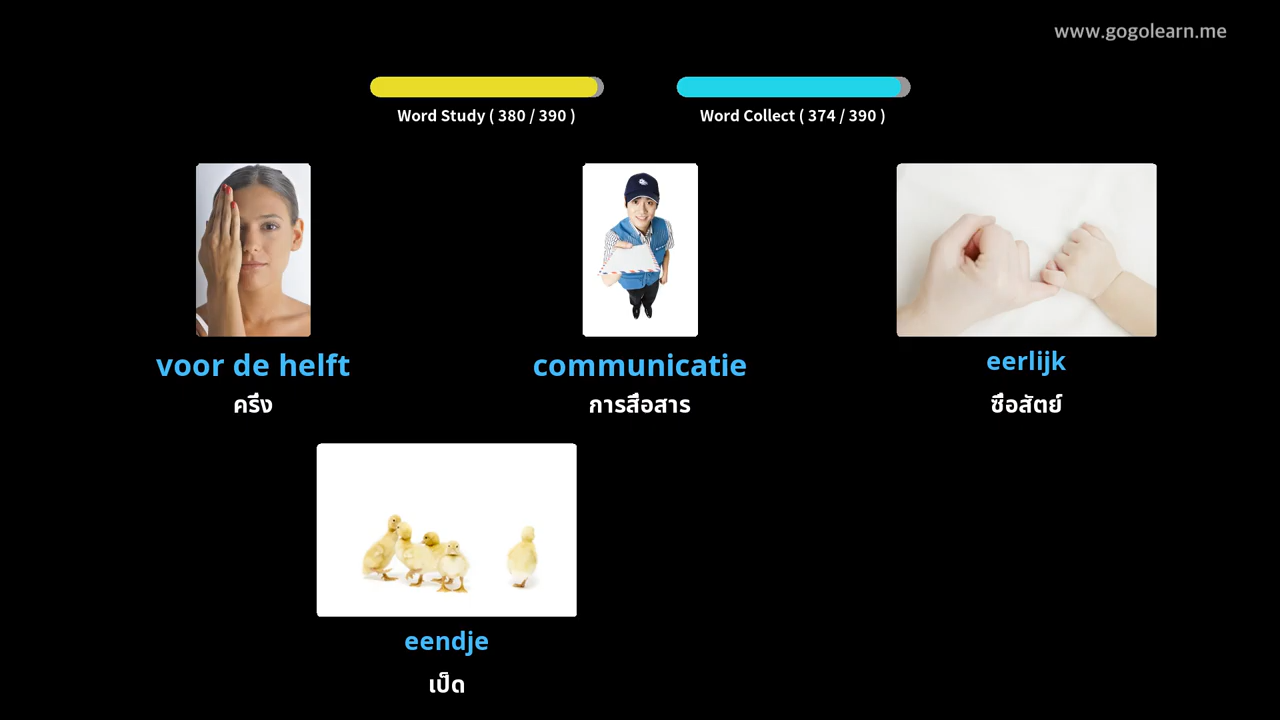 www.gogolearn.me
Word Study ( 380 / 390 )
Word Collect ( 374 / 390 )
voor de helft
ครึ่ง
communicatie
การสื่อสาร
eerlijk
ซื่อสัตย์
eendje
เป็ด